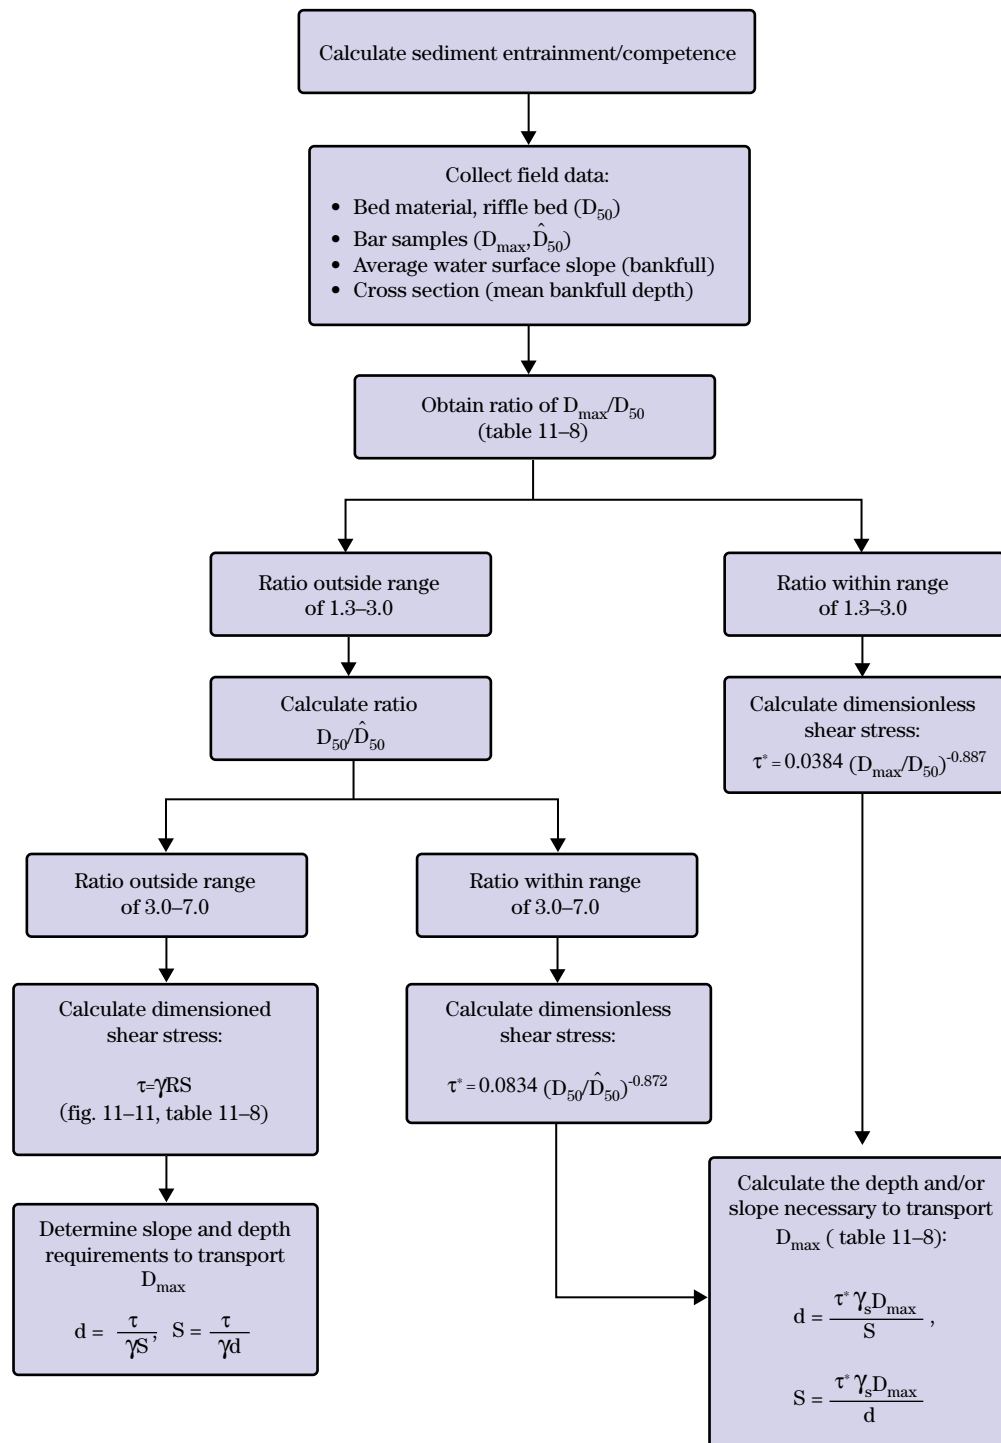 Calculate sediment entrainment/competence
Collect field data:
• Bed material, riffle bed (D₅₀)
• Bar samples (Dmax, D̂₅₀)
• Average water surface slope (bankfull)
• Cross section (mean bankfull depth)
Obtain ratio of Dmax/D₅₀
(table 11–8)
Ratio outside range
of 1.3–3.0
Ratio within range
of 1.3–3.0
Calculate ratio
D₅₀/D̂₅₀
Calculate dimensionless
shear stress:
τ* = 0.0384 (Dmax/D₅₀)^-0.887
Ratio outside range
of 3.0–7.0
Ratio within range
of 3.0–7.0
Calculate dimensioned
shear stress:
τ=γRS
(fig. 11–11, table 11–8)
Calculate dimensionless
shear stress:
τ* = 0.0834 (D₅₀/D̂₅₀)^-0.872
Determine slope and depth
requirements to transport
Dmax
d = τ/γS, S = τ/γd
Calculate the depth and/or
slope necessary to transport
Dmax ( table 11–8):
d = τ* γₛDmax/S ,
S = τ* γₛDmax/d